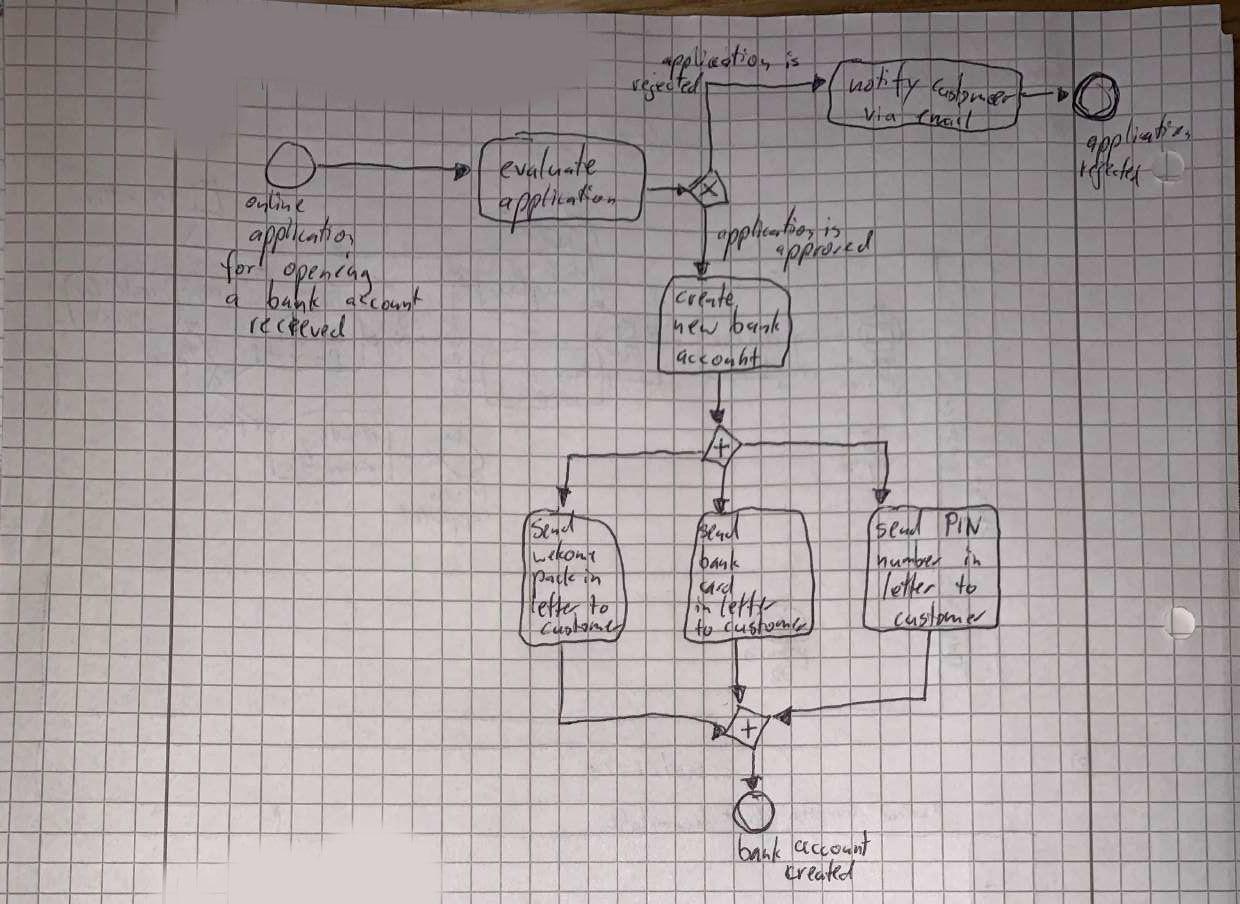 application is
rejected
notify customer
via email
application
rejected
evaluate
application
X
online
application
for opening
a bank account
recieved
application is
approved
create
new bank
account
+
Send
welcome
pack in
letter to
customer
send
bank
card
in letter
to customer
send PIN
number in
letter to
customer
+
bank account
created